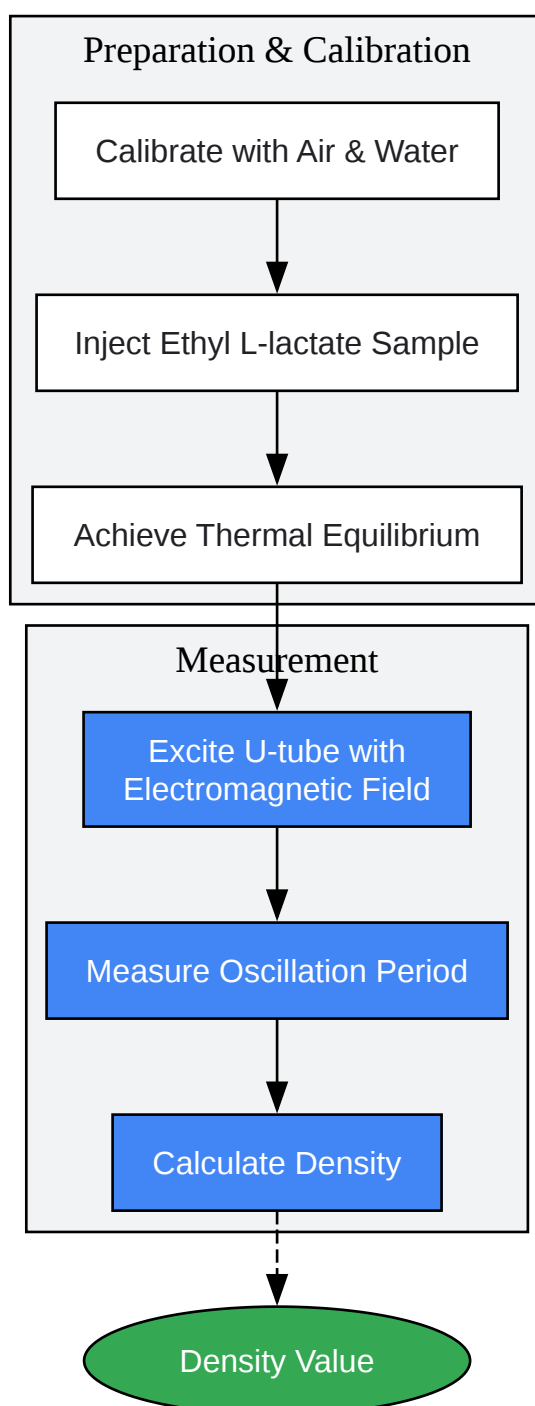 Preparation & Calibration
Calibrate with Air & Water
Inject Ethyl L-lactate Sample
Achieve Thermal Equilibrium
Measurement
Excite U-tube with
Electromagnetic Field
Measure Oscillation Period
Calculate Density
Density Value